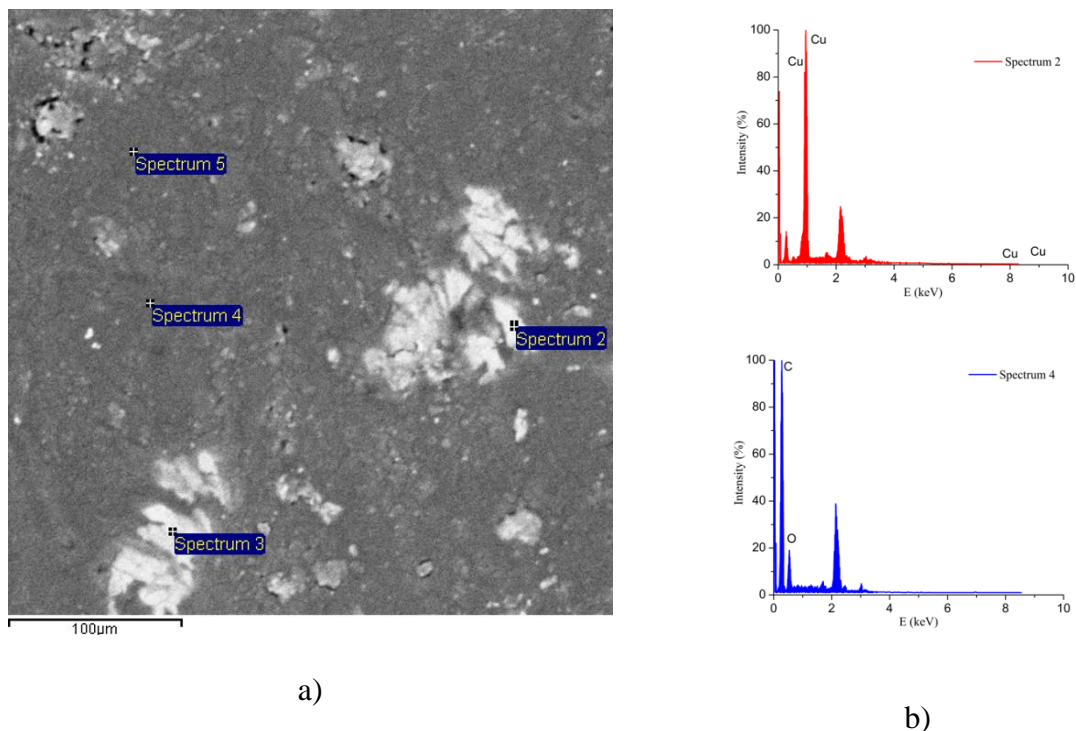 Spectrum 5
Spectrum 4
Spectrum 2
Spectrum 3
100µm
a)
Cu
Cu
Spectrum 2
100
80
60
40
20
0
Intensity (%)
Cu Cu
0 2 4 6 8 10
E (keV)
C
Spectrum 4
100
80
60
40
20
0
Intensity (%)
O
0 2 4 6 8 10
E (keV)
b)